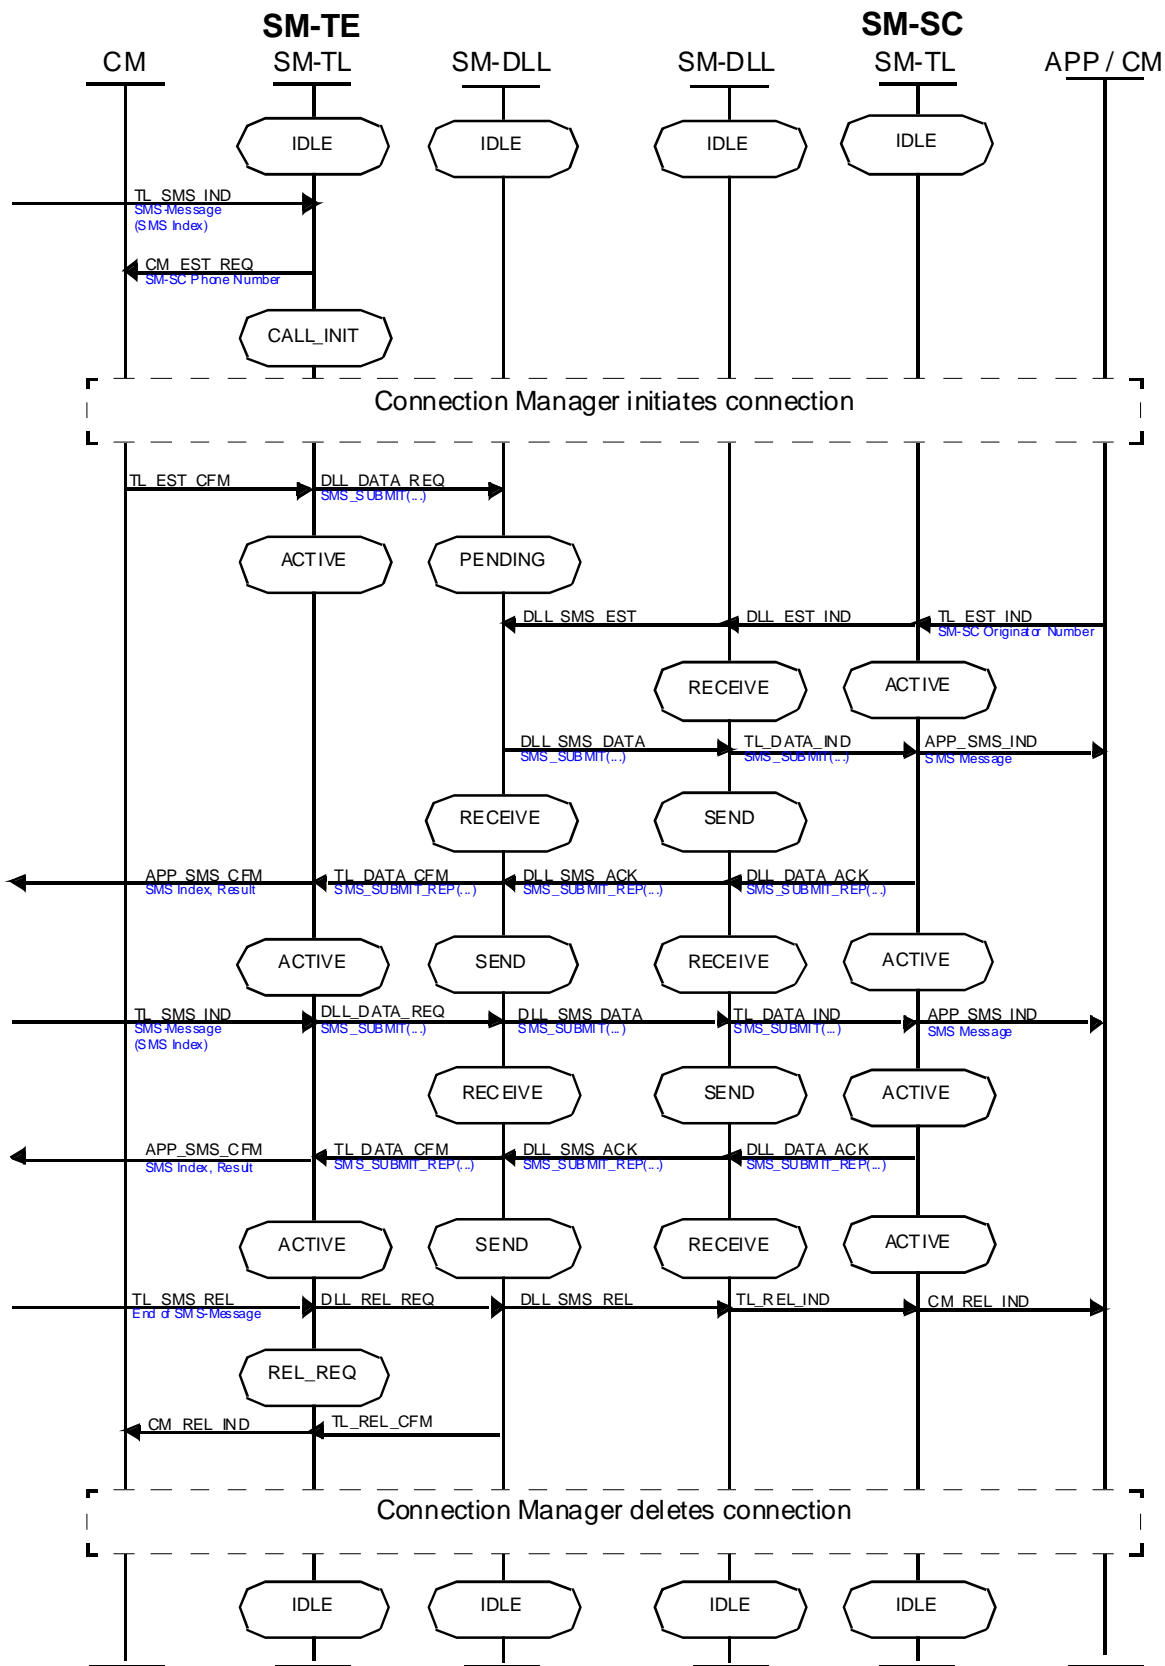 SM-TE SM-SC
CM SM-TL SM-DLL SM-DLL SM-TL APP / CM
IDLE IDLE IDLE IDLE
TL_SMS_IND
SMS-Message
(SMS Index)
CM_EST_REQ
SM-SC Phone Number
CALL_INIT
Connection Manager initiates connection
TL_EST_CFM DLL_DATA_REQ
SMS_SUBMIT(...)
ACTIVE PENDING
DLL_SMS_EST DLL_EST_IND TL_EST_IND
SM-SC Originator Number
RECEIVE ACTIVE
DLL_SMS_DATA TL_DATA_IND APP_SMS_IND
SMS_SUBMIT(...) SMS_SUBMIT(...) SMS Message
RECEIVE SEND
APP_SMS_CFM TL_DATA_CFM DLL_SMS_ACK DLL_DATA_ACK
SMS Index, Result SMS_SUBMIT_REP(...) SMS_SUBMIT_REP(...) SMS_SUBMIT_REP(...)
ACTIVE SEND RECEIVE ACTIVE
TL_SMS_IND DLL_DATA_REQ DLL_SMS_DATA TL_DATA_IND APP_SMS_IND
SMS-Message SMS_SUBMIT(...) SMS_SUBMIT(...) SMS_SUBMIT(...) SMS Message
(SMS Index)
RECEIVE SEND ACTIVE
APP_SMS_CFM TL_DATA_CFM DLL_SMS_ACK DLL_DATA_ACK
SMS Index, Result SMS_SUBMIT_REP(...) SMS_SUBMIT_REP(...) SMS_SUBMIT_REP(...)
ACTIVE SEND RECEIVE ACTIVE
TL_SMS_REL DLL_REL_REQ DLL_SMS_REL TL_REL_IND CM_REL_IND
End of SMS-Message
REL_REQ
CM_REL_IND TL_REL_CFM
Connection Manager deletes connection
IDLE IDLE IDLE IDLE